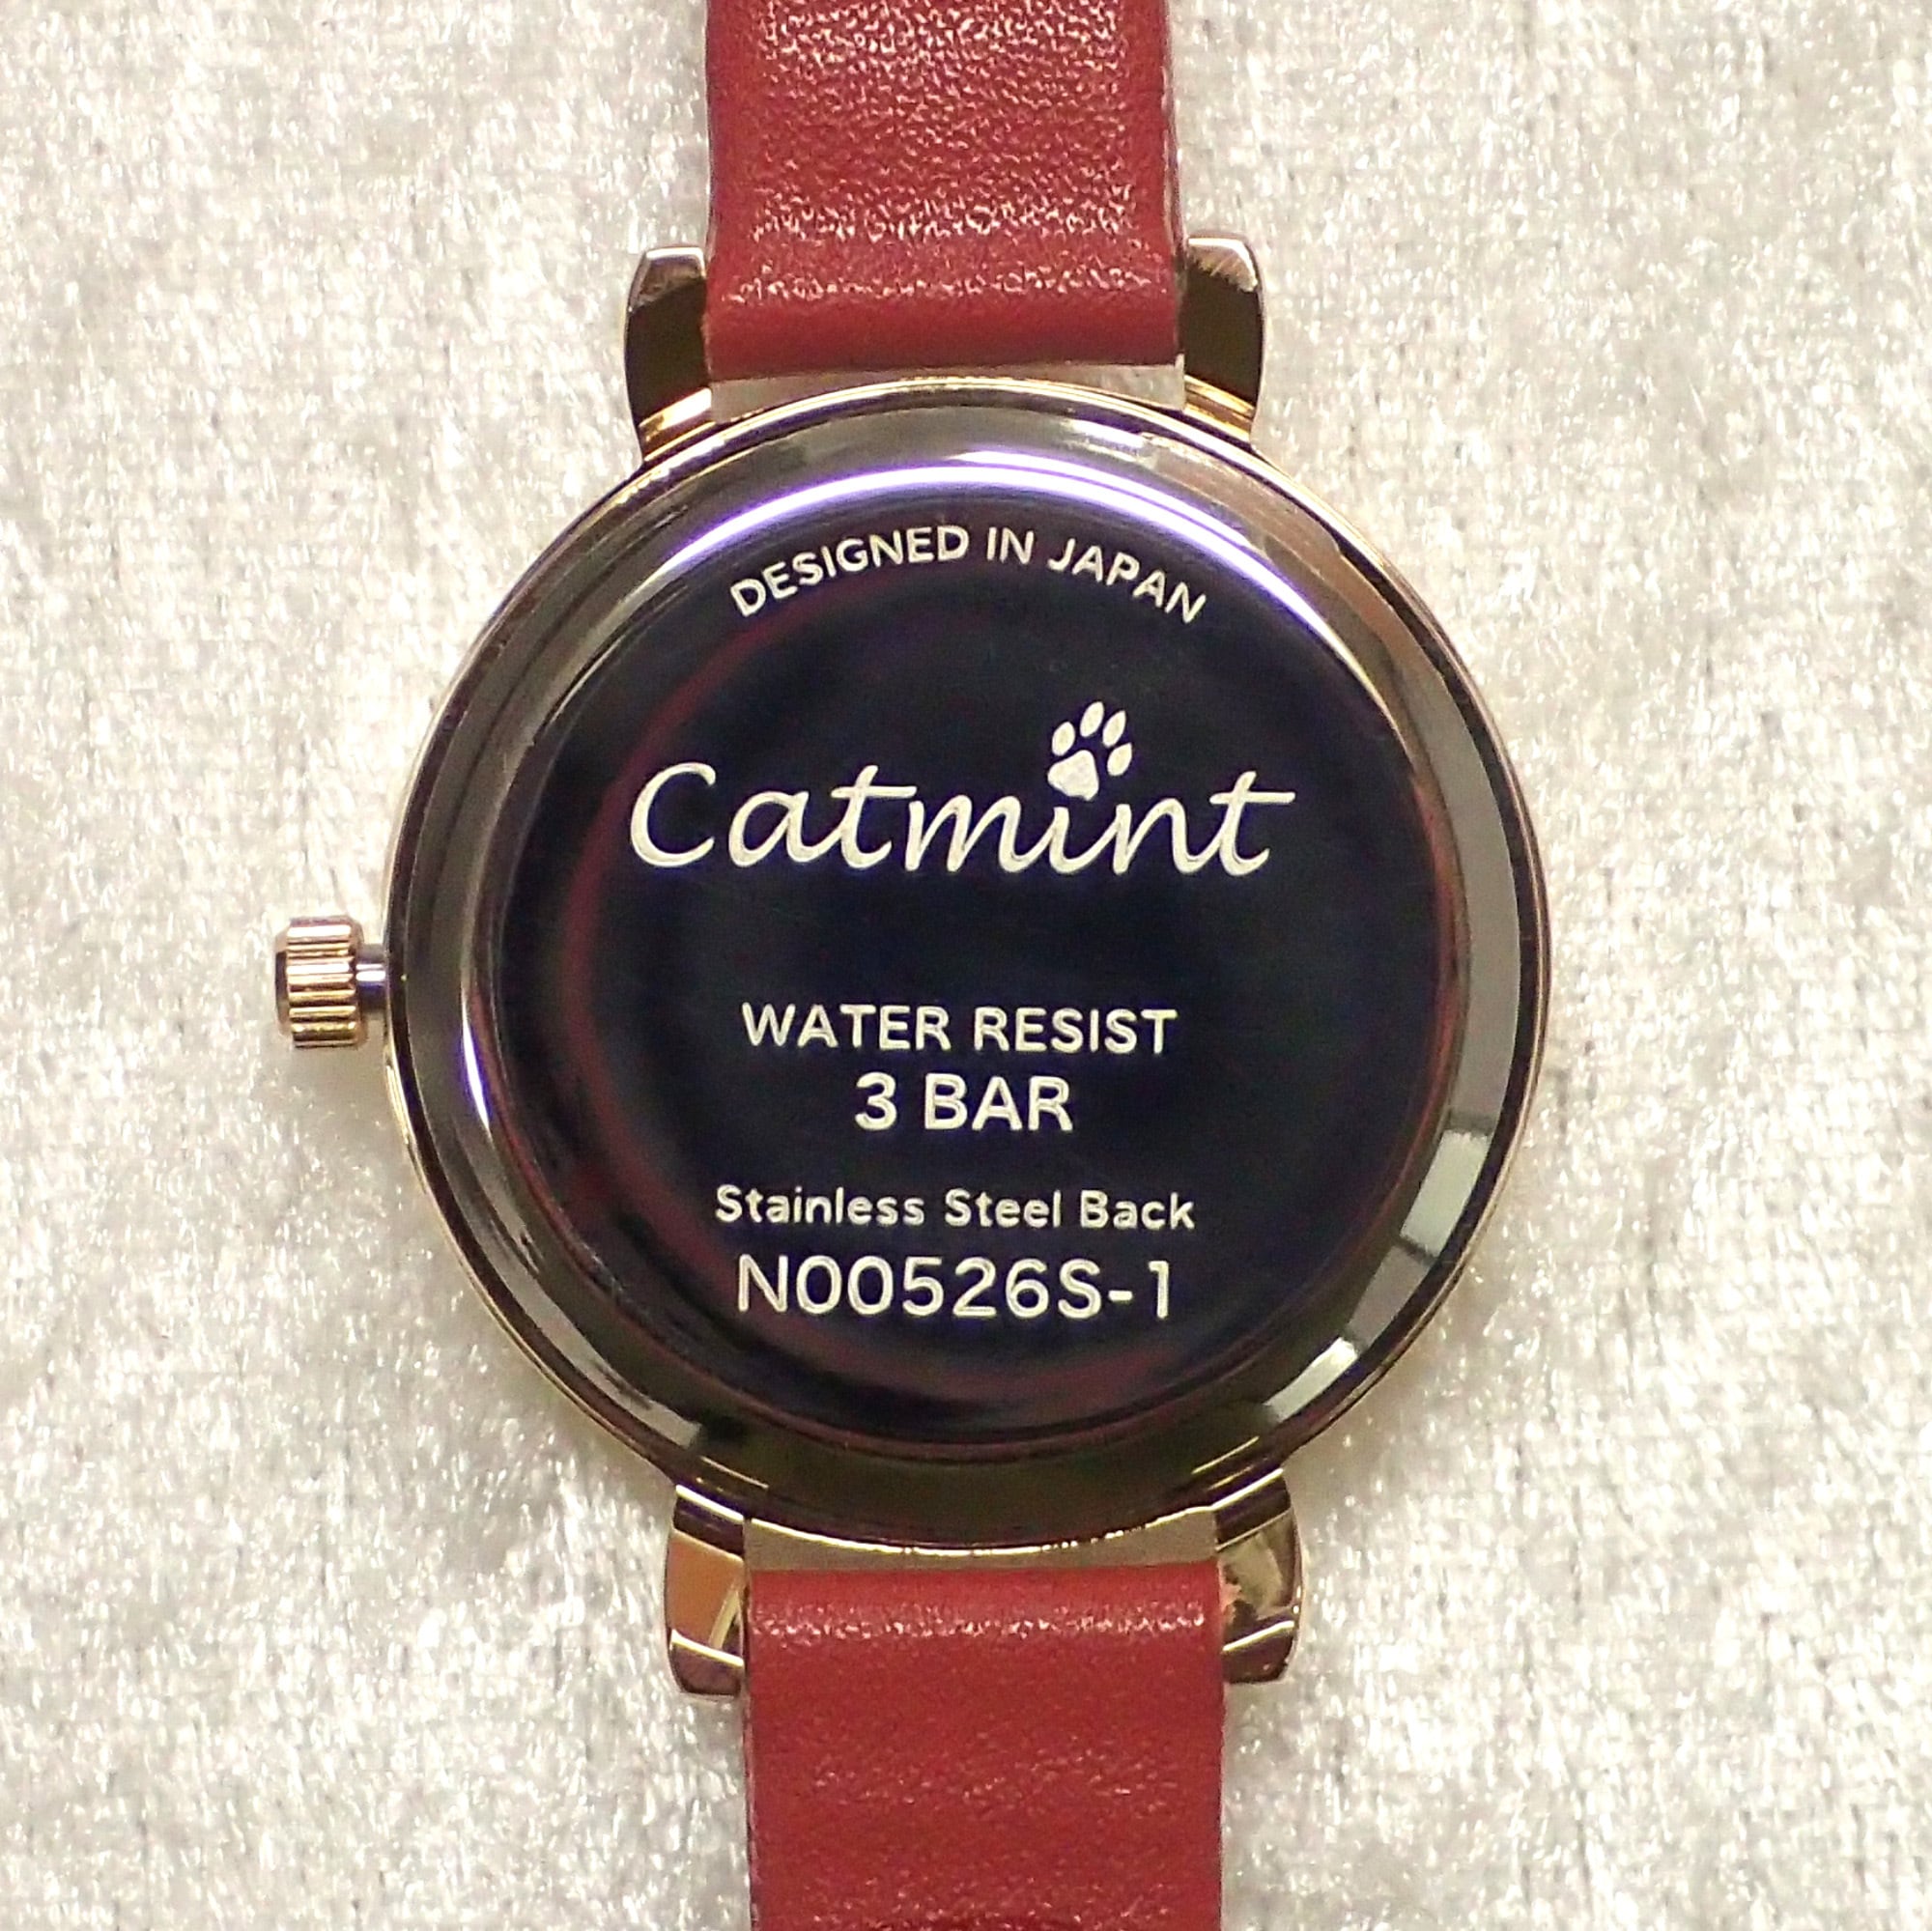 DESIGNED IN JAPAN
Catmint
WATER RESIST
3 BAR
Stainless Steel Back
N00526S-1